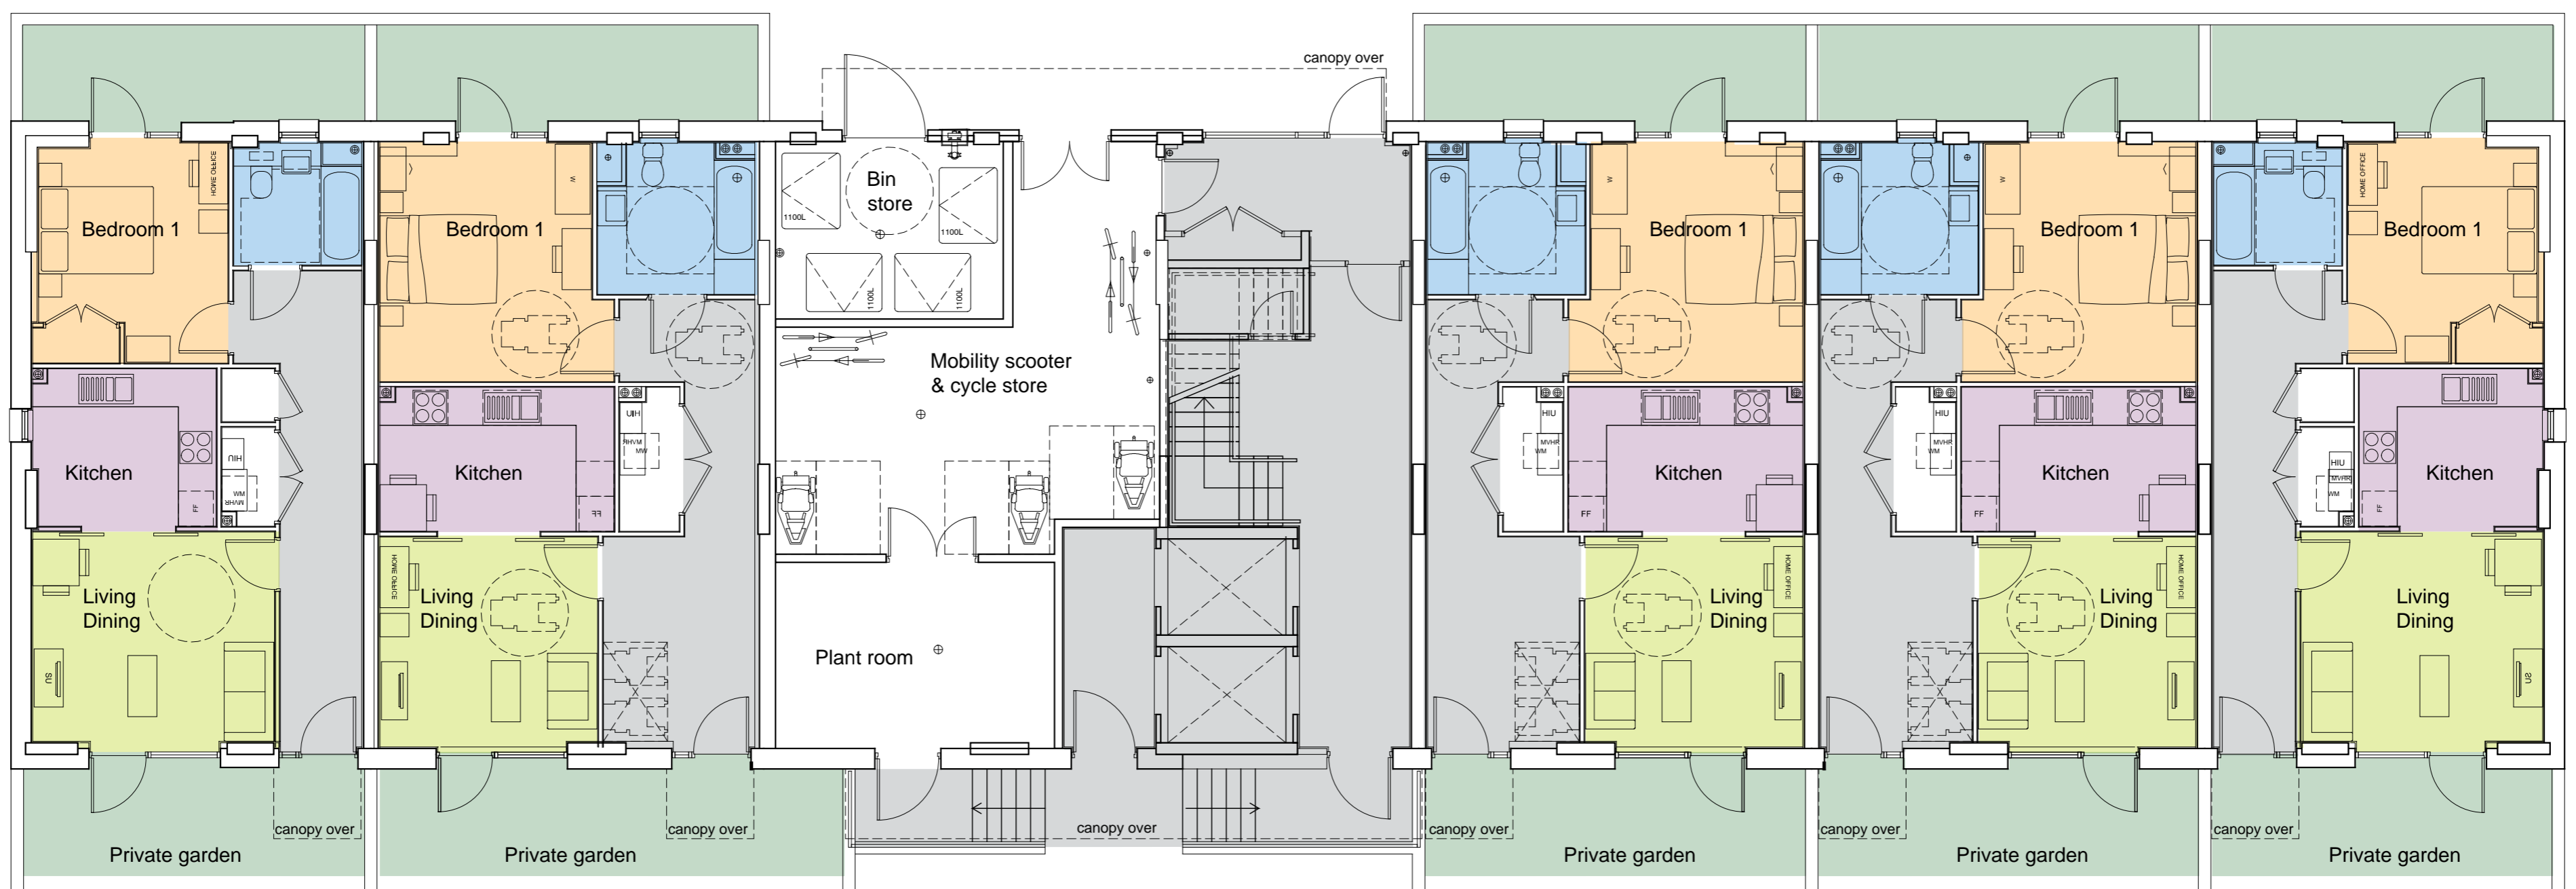 canopy over
HOME OFFICE
W
Bin
store
1100L
1100L
1100L
1100L
W
W
HOME OFFICE
Bedroom 1
Bedroom 1
Bedroom 1
Bedroom 1
Bedroom 1
Mobility scooter
& cycle store
HIU
MVHR
WM
FF
Kitchen
HIU
MVHR
MW
FF
Kitchen
HIU
MVHR
WM
FF
Kitchen
HIU
MVHR
WM
FF
Kitchen
HIU
MVHR
WM
FF
Kitchen
HOME OFFICE
HOME OFFICE
HOME OFFICE
Living
Dining
Living
Dining
Living
Dining
Living
Dining
Living
Dining
SU
Plant room
SU
canopy over
canopy over
canopy over
canopy over
canopy over
canopy over
Private garden
Private garden
Private garden
Private garden
Private garden